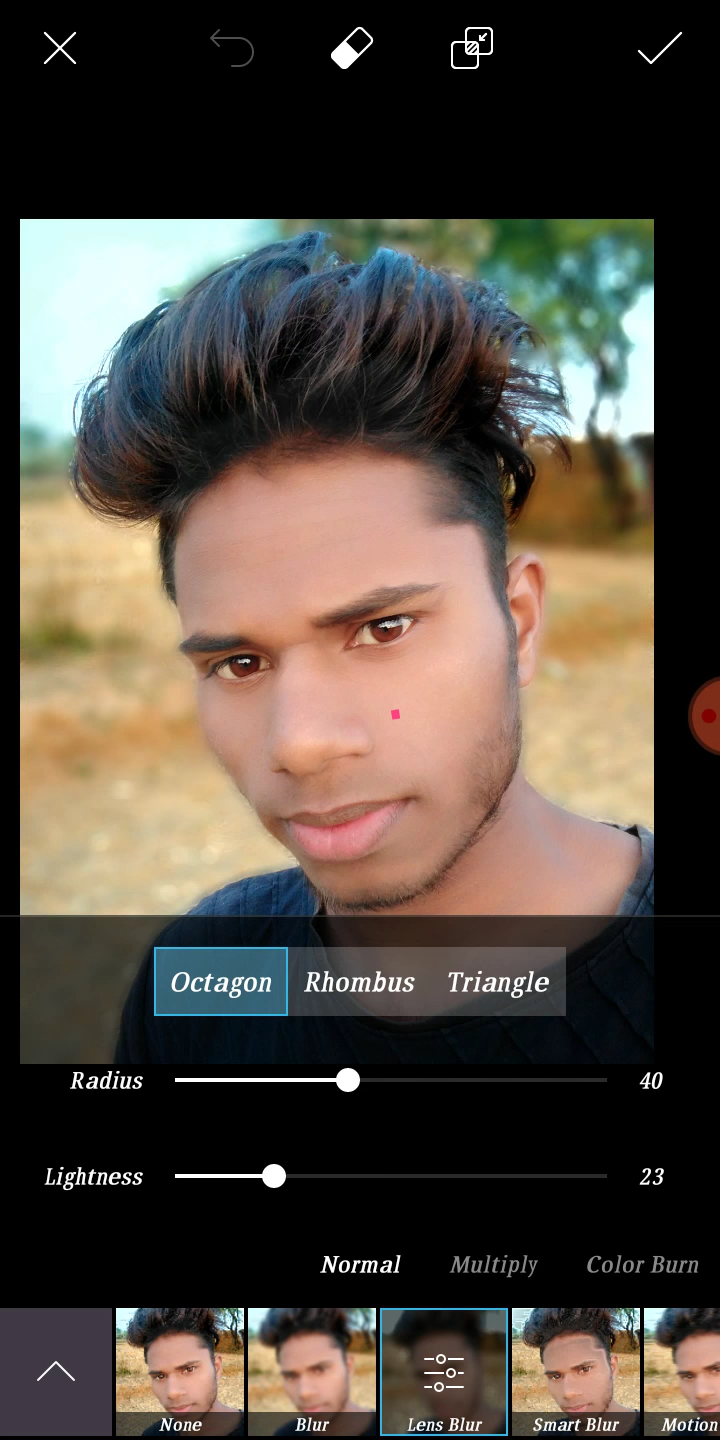 Octagon Rhombus Triangle
Radius 40
Lightness 23
Normal Multiply Color Burn
None Blur Lens Blur Smart Blur Motion